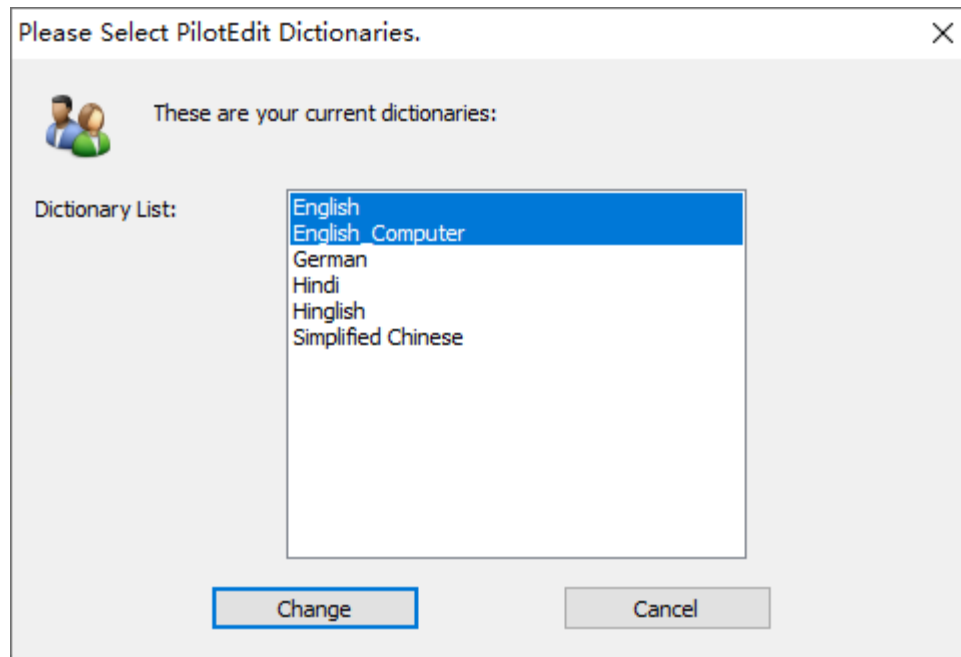 Please Select PilotEdit Dictionaries.
These are your current dictionaries:
Dictionary List:
English
English_Computer
German
Hindi
Hinglish
Simplified Chinese
Change
Cancel